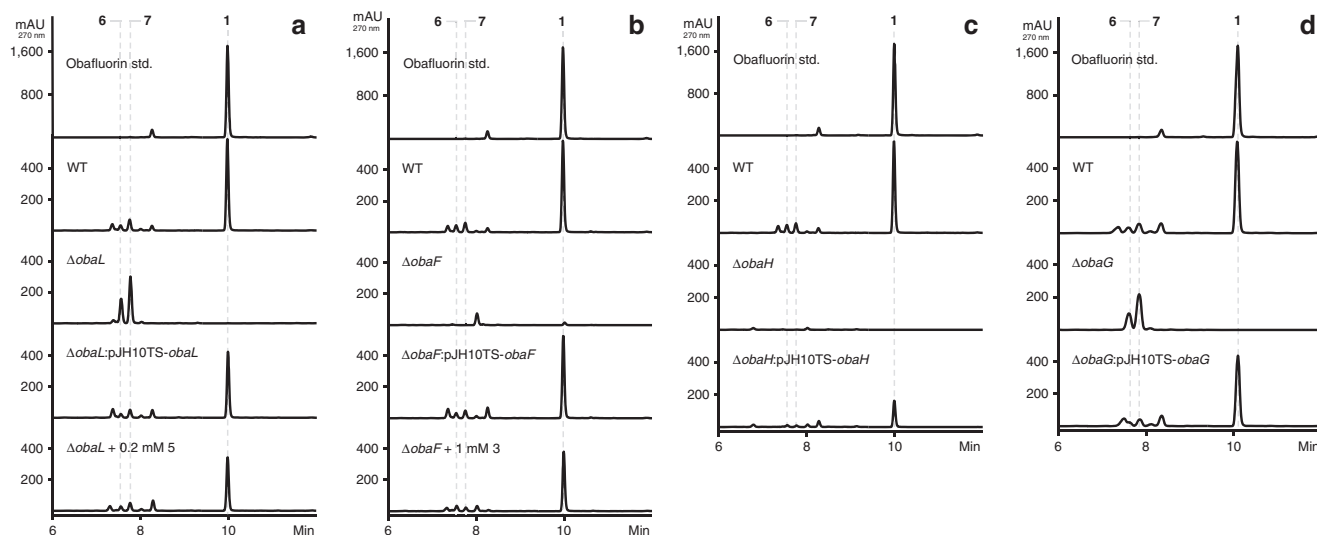 a
mAU
270 nm
6 7 1
1,600
800
Obafluorin std.
400
200
WT
400
200
ΔobaL
400
200
ΔobaL:pJH10TS-obaL
400
200
ΔobaL + 0.2 mM 5
6 8 10 Min
b
mAU
270 nm
6 7 1
1,600
800
Obafluorin std.
400
200
WT
400
200
ΔobaF
400
200
ΔobaF:pJH10TS-obaF
400
200
ΔobaF + 1 mM 3
6 8 10 Min
c
mAU
270 nm
6 7 1
1,600
800
Obafluorin std.
400
200
WT
400
200
ΔobaH
400
200
ΔobaH:pJH10TS-obaH
6 8 10 Min
d
mAU
270 nm
6 7 1
1,600
800
Obafluorin std.
400
200
WT
400
200
ΔobaG
400
200
ΔobaG:pJH10TS-obaG
6 8 10 Min